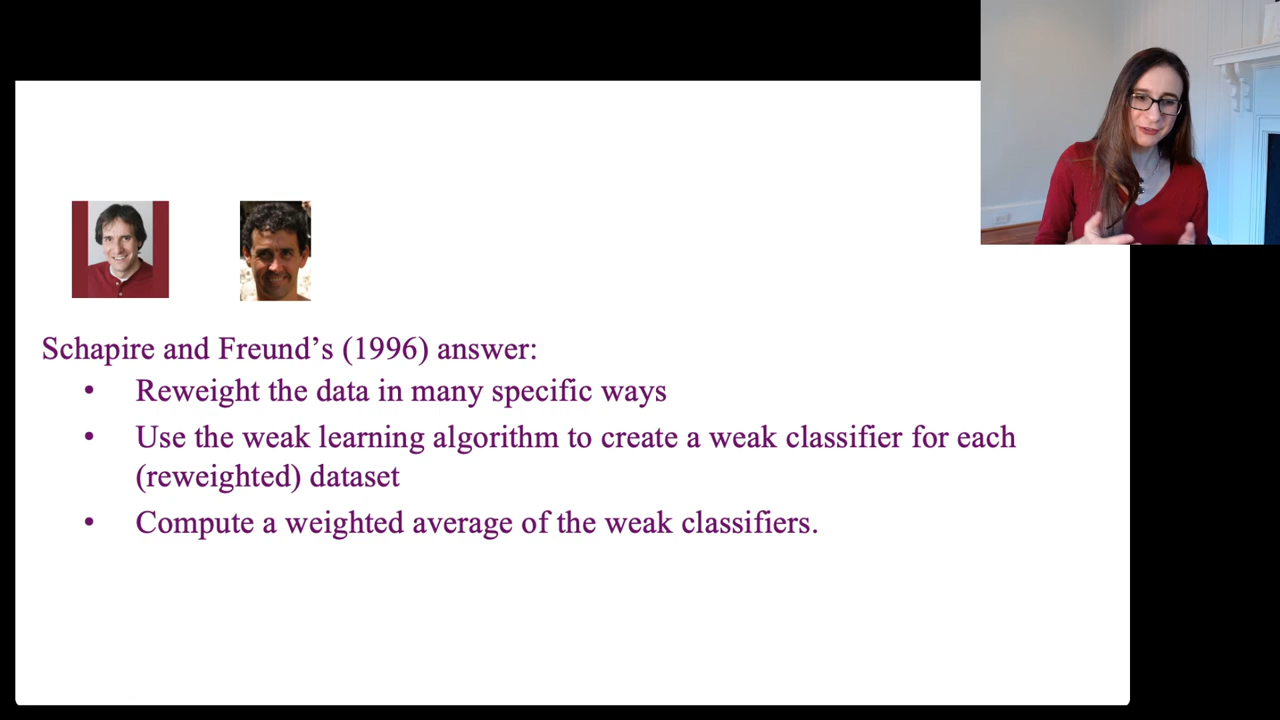 Schapire and Freund’s (1996) answer:
• Reweight the data in many specific ways
• Use the weak learning algorithm to create a weak classifier for each
(reweighted) dataset
• Compute a weighted average of the weak classifiers.